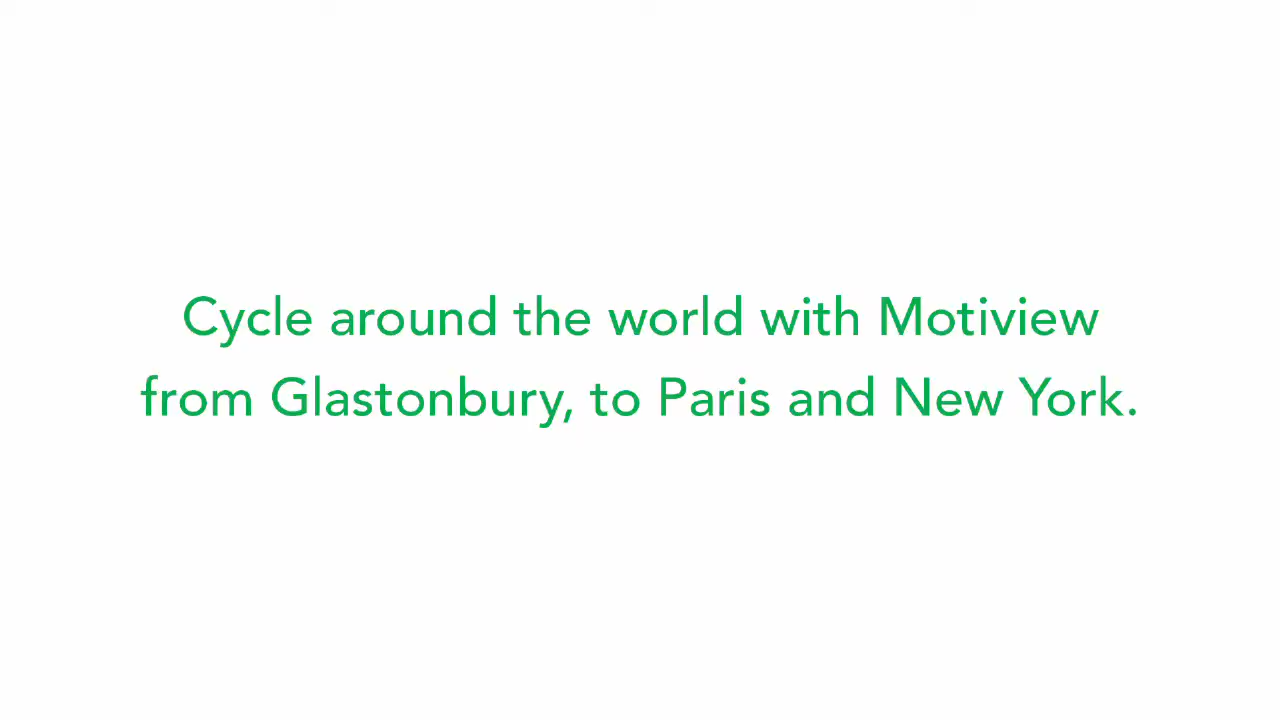 Cycle around the world with Motiview
from Glastonbury, to Paris and New York.